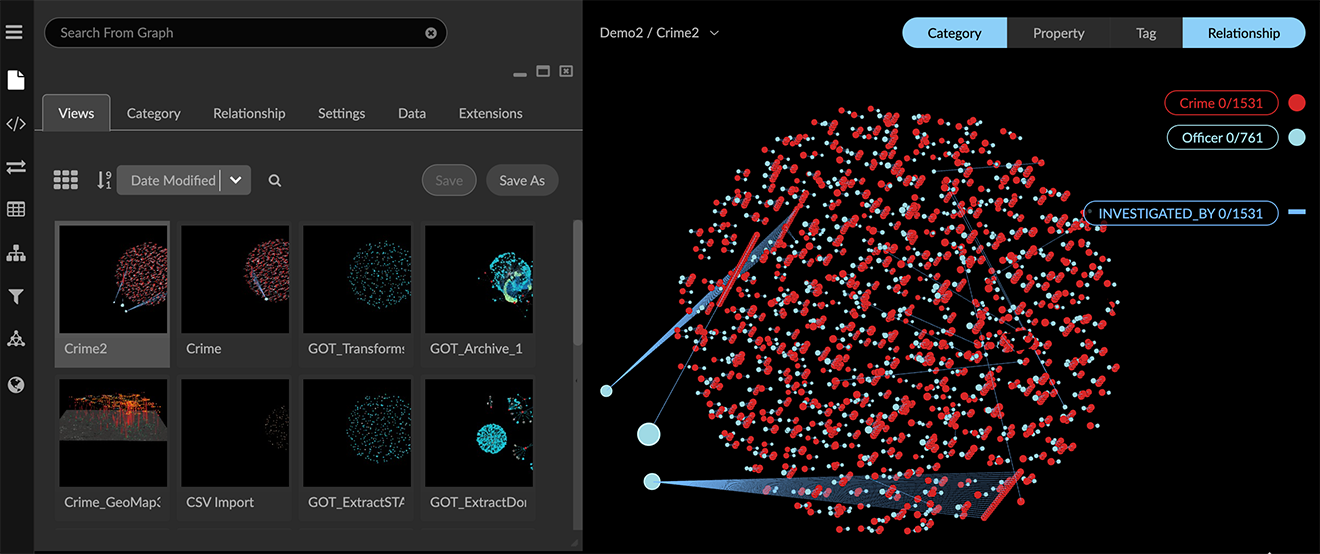 Search From Graph
Views Category Relationship Settings Data Extensions
9
1
Date Modified
Save
Save As
Crime2
Crime
GOT_Transforms
GOT_Archive_1
Crime_GeoMap3
CSV Import
GOT_ExtractSTA
GOT_ExtractDor
Demo2 / Crime2
Category Property Tag Relationship
Crime 0/1531
Officer 0/761
INVESTIGATED_BY 0/1531